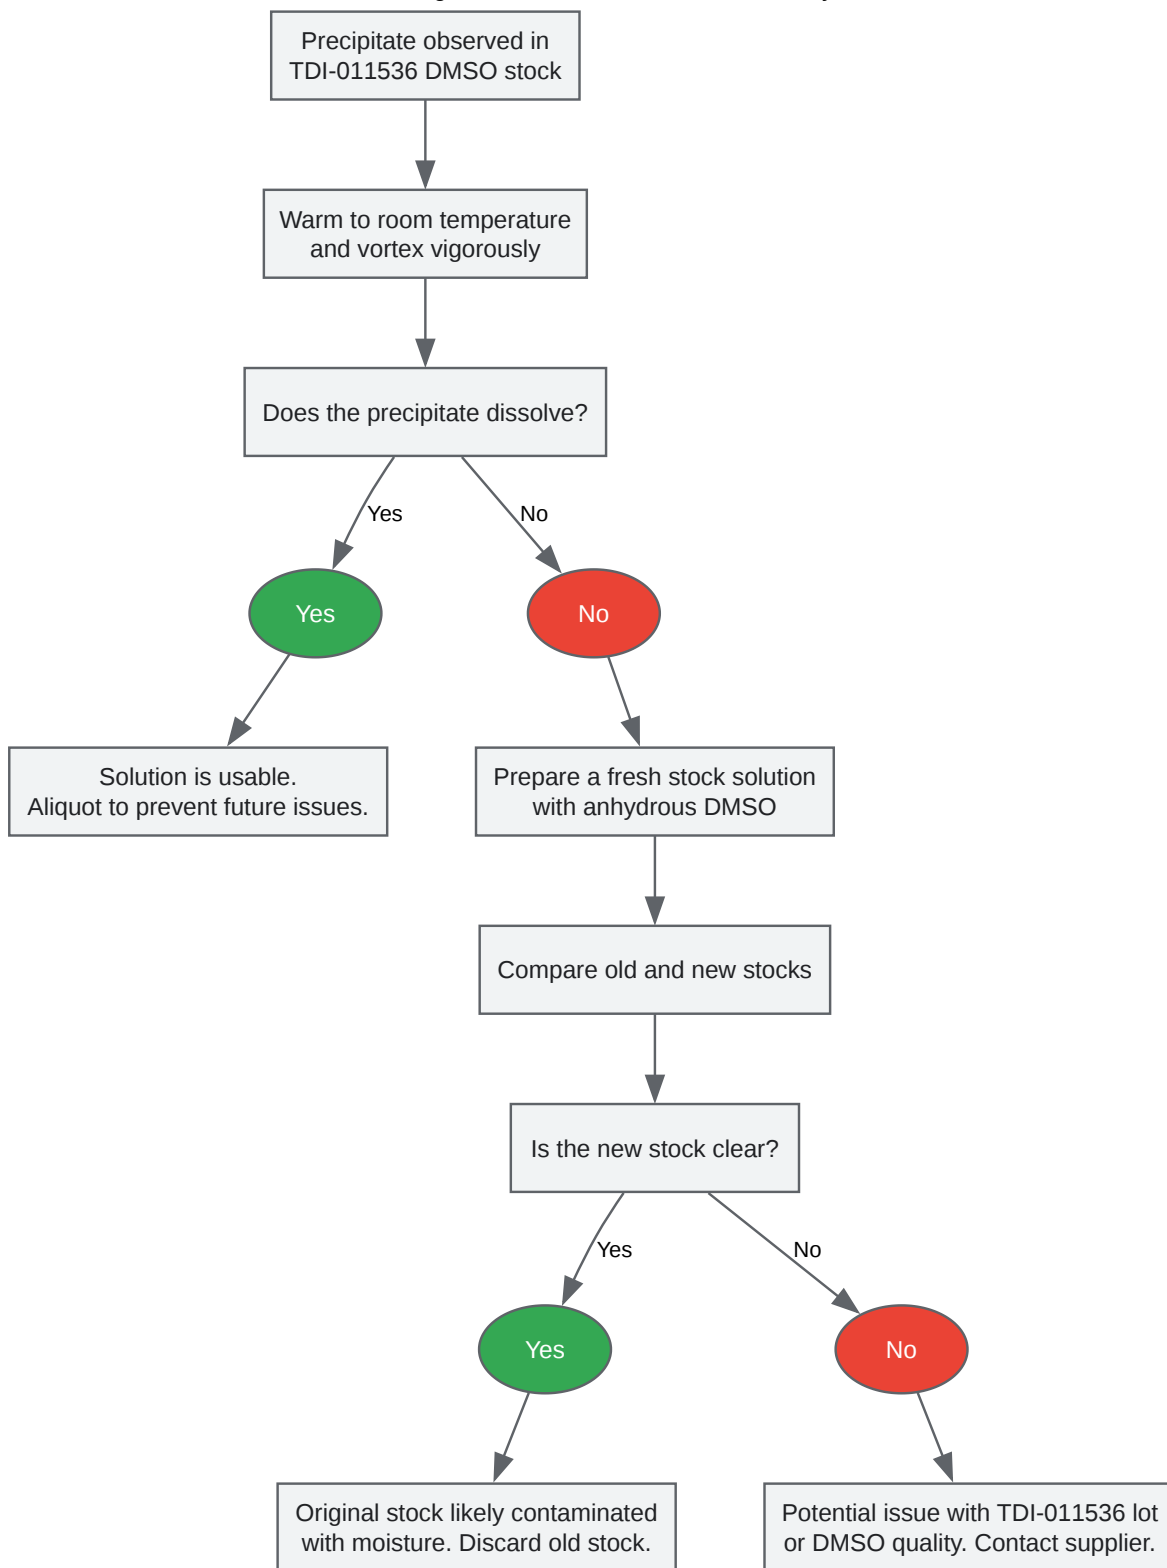 Precipitate observed in
TDI-011536 DMSO stock
Warm to room temperature
and vortex vigorously
Does the precipitate dissolve?
Yes
No
Yes
No
Solution is usable.
Aliquot to prevent future issues.
Prepare a fresh stock solution
with anhydrous DMSO
Compare old and new stocks
Is the new stock clear?
Yes
No
Yes
No
Original stock likely contaminated
with moisture. Discard old stock.
Potential issue with TDI-011536 lot
or DMSO quality. Contact supplier.